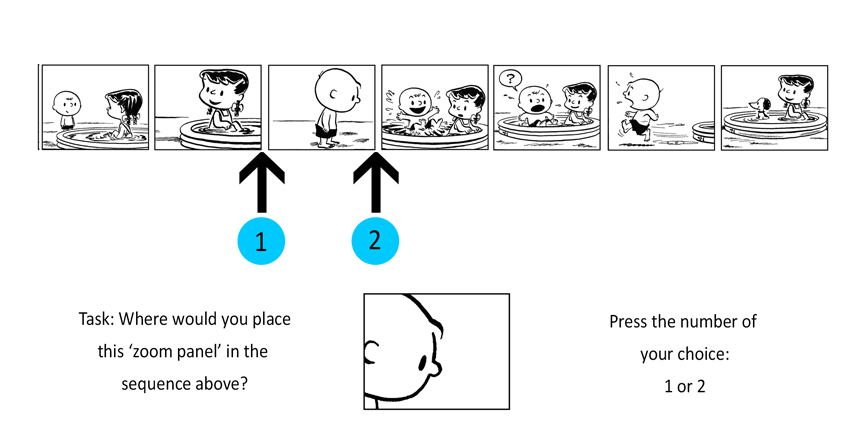 ?
1
2
Task: Where would you place
this ‘zoom panel’ in the
sequence above?
Press the number of
your choice:
1 or 2